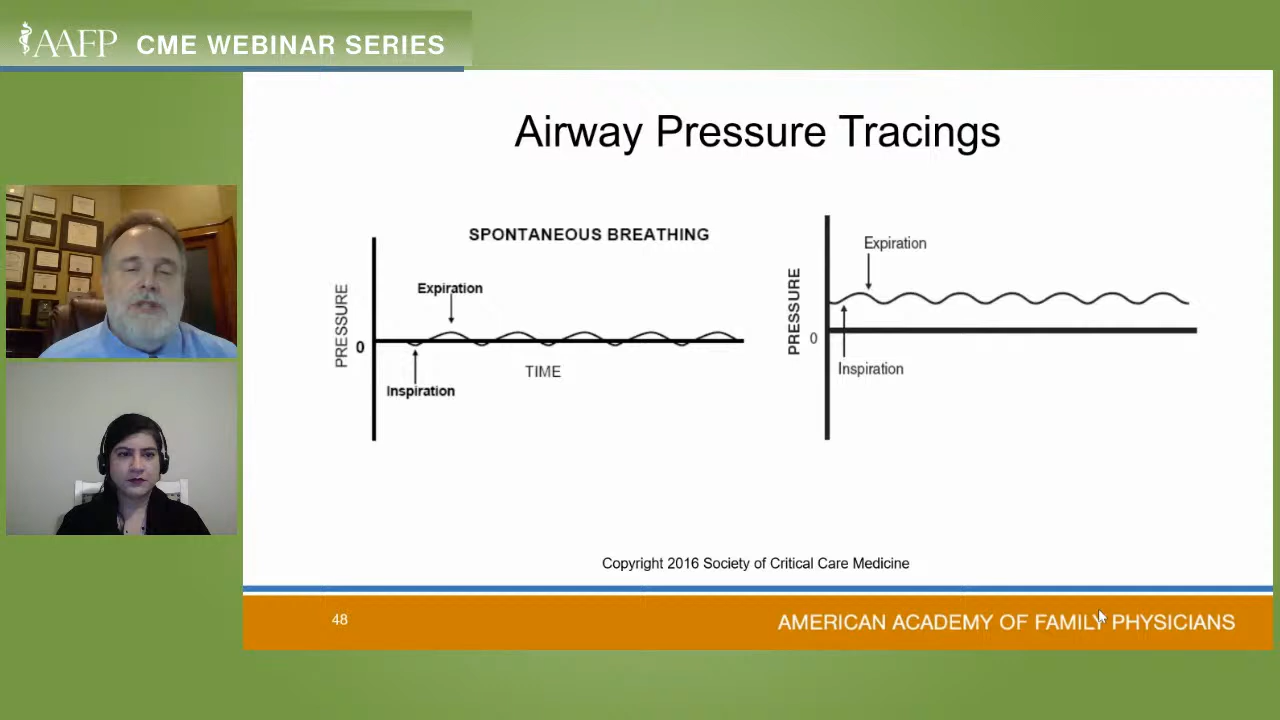 AAFP CME WEBINAR SERIES
Airway Pressure Tracings
SPONTANEOUS BREATHING
PRESSURE
Expiration
0
Inspiration
TIME
PRESSURE
Expiration
0
Inspiration
Copyright 2016 Society of Critical Care Medicine
48
AMERICAN ACADEMY OF FAMILY PHYSICIANS